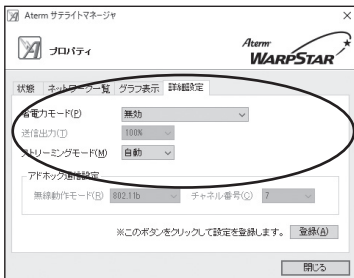 Aterm サテライトマネージャ
プロパティ
Aterm
WARPSTAR
状態 ネットワーク一覧 グラフ表示 詳細設定
省電力モード(P) 無効
送信出力(T) 100%
ストリーミングモード(M) 自動
アドホック通信設定
無線動作モード(R) 802.11b チャネル番号(C) 7
※このボタンをクリックして設定を登録します。 登録(A)
閉じる